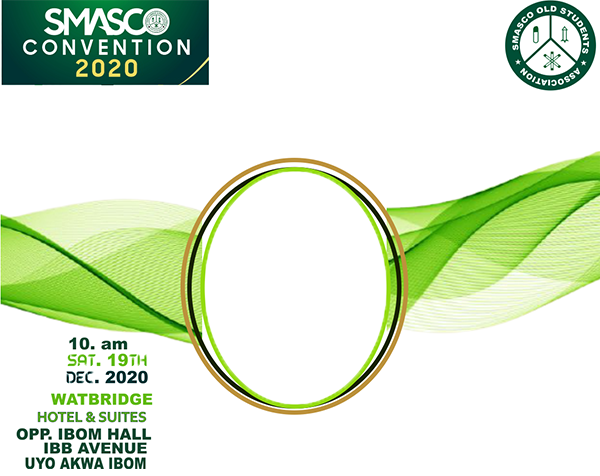 SMASCO
CONVENTION
2020
SMASCO OLD STUDENTS
ASSOCIATION
10. am
SAT. 19TH
DEC. 2020
WATBRIDGE
HOTEL & SUITES
OPP. IBOM HALL
IBB AVENUE
UYO AKWA IBOM